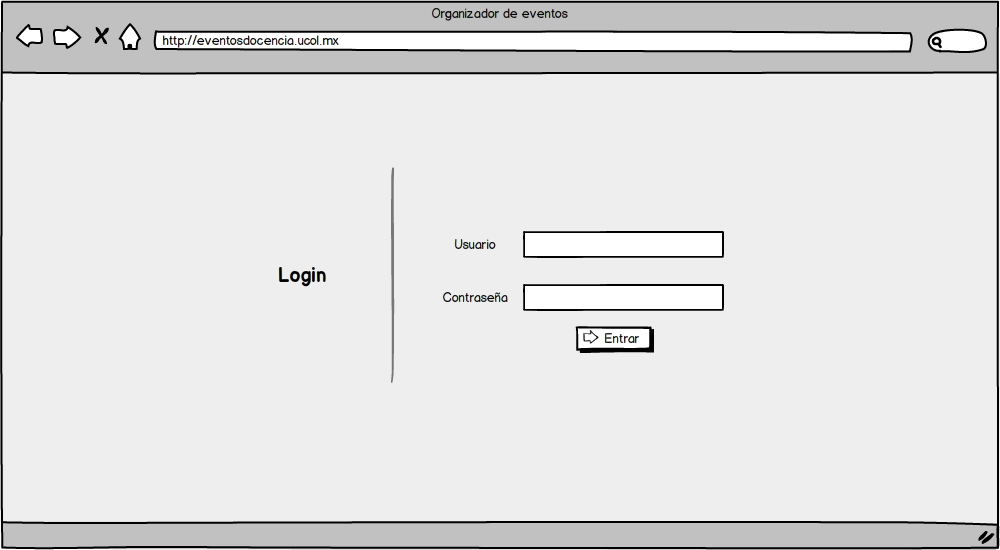 Organizador de eventos
http://eventosdocencia.ucol.mx
Login
Usuario
Contraseña
Entrar